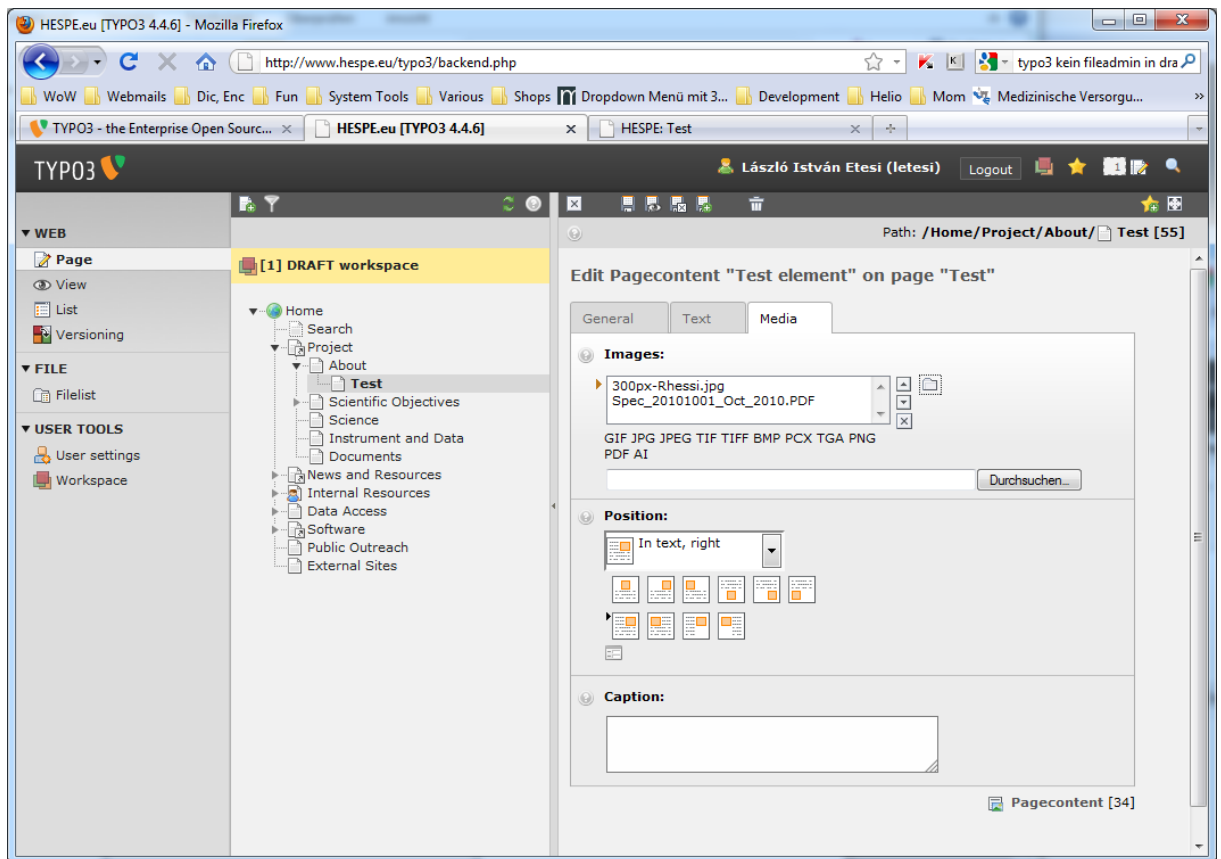 HESPE.eu [TYPO3 4.4.6] - Mozilla Firefox
http://www.hespe.eu/typo3/backend.php
typo3 kein fileadmin in dra
WoW Webmails Dic, Enc Fun System Tools Various Shops Dropdown Menü mit 3... Development Helio Mom Medizinische Versorgu... »
TYPO3 - the Enterprise Open Sourc... HESPE.eu [TYPO3 4.4.6] HESPE: Test
TYPO3
László István Etesi (letesi) Logout 1
Path: /Home/Project/About/ Test [55]
WEB
Page
View
List
Versioning
FILE
Filelist
USER TOOLS
User settings
Workspace
[1] DRAFT workspace
Home
Search
Project
About
Test
Scientific Objectives
Science
Instrument and Data
Documents
News and Resources
Internal Resources
Data Access
Software
Public Outreach
External Sites
Edit Pagecontent "Test element" on page "Test"
General Text Media
Images:
300px-Rhessi.jpg
Spec_20101001_Oct_2010.PDF
GIF JPG JPEG TIF TIFF BMP PCX TGA PNG
PDF AI
Durchsuchen...
Position:
In text, right
Caption:
Pagecontent [34]